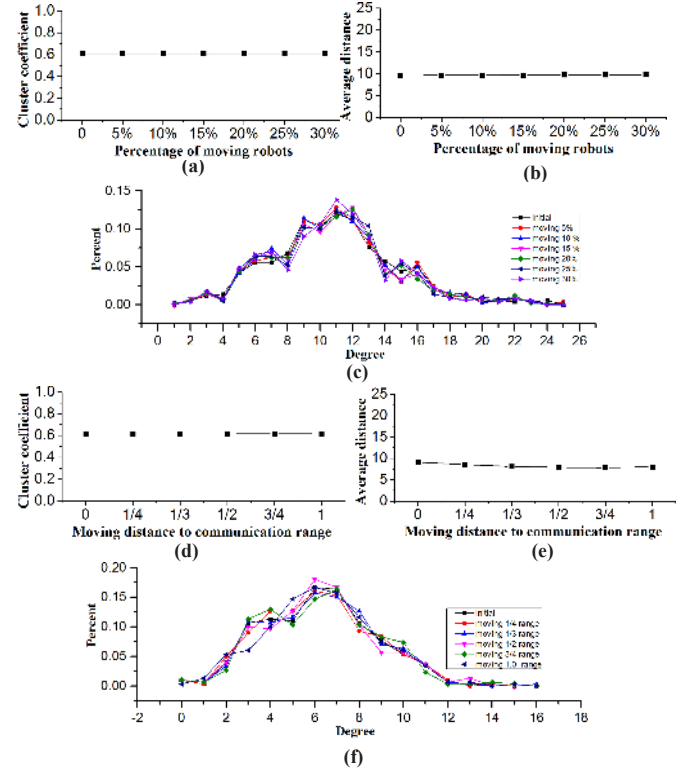 1.0
0.8
0.6
0.4
0.2
0.0
Cluster coefficient
0 5% 10% 15% 20% 25% 30%
Percentage of moving robots
(a)
25
20
15
10
5
0
Average distance
0 5% 10% 15% 20% 25% 30%
Percentage of moving robots
(b)
0.15
0.10
0.05
0.00
Percent
initial
moving 5%
moving 10 %
moving 15%
moving 20%
moving 25%
moving 30%
0 2 4 6 8 10 12 14 16 18 20 22 24 26
Degree
(c)
1.0
0.8
0.6
0.4
0.2
0.0
Cluster coefficient
0 1/4 1/3 1/2 3/4 1
Moving distance to communication range
(d)
25
20
15
10
5
0
Average distance
0 1/4 1/3 1/2 3/4 1
Moving distance to communication range
(e)
0.20
0.15
0.10
0.05
0.00
Percent
initial
moving 1/4 range
moving 1/3 range
moving 1/2 range
moving 3/4 range
moving 1.0 range
-2 0 2 4 6 8 10 12 14 16 18
Degree
(f)